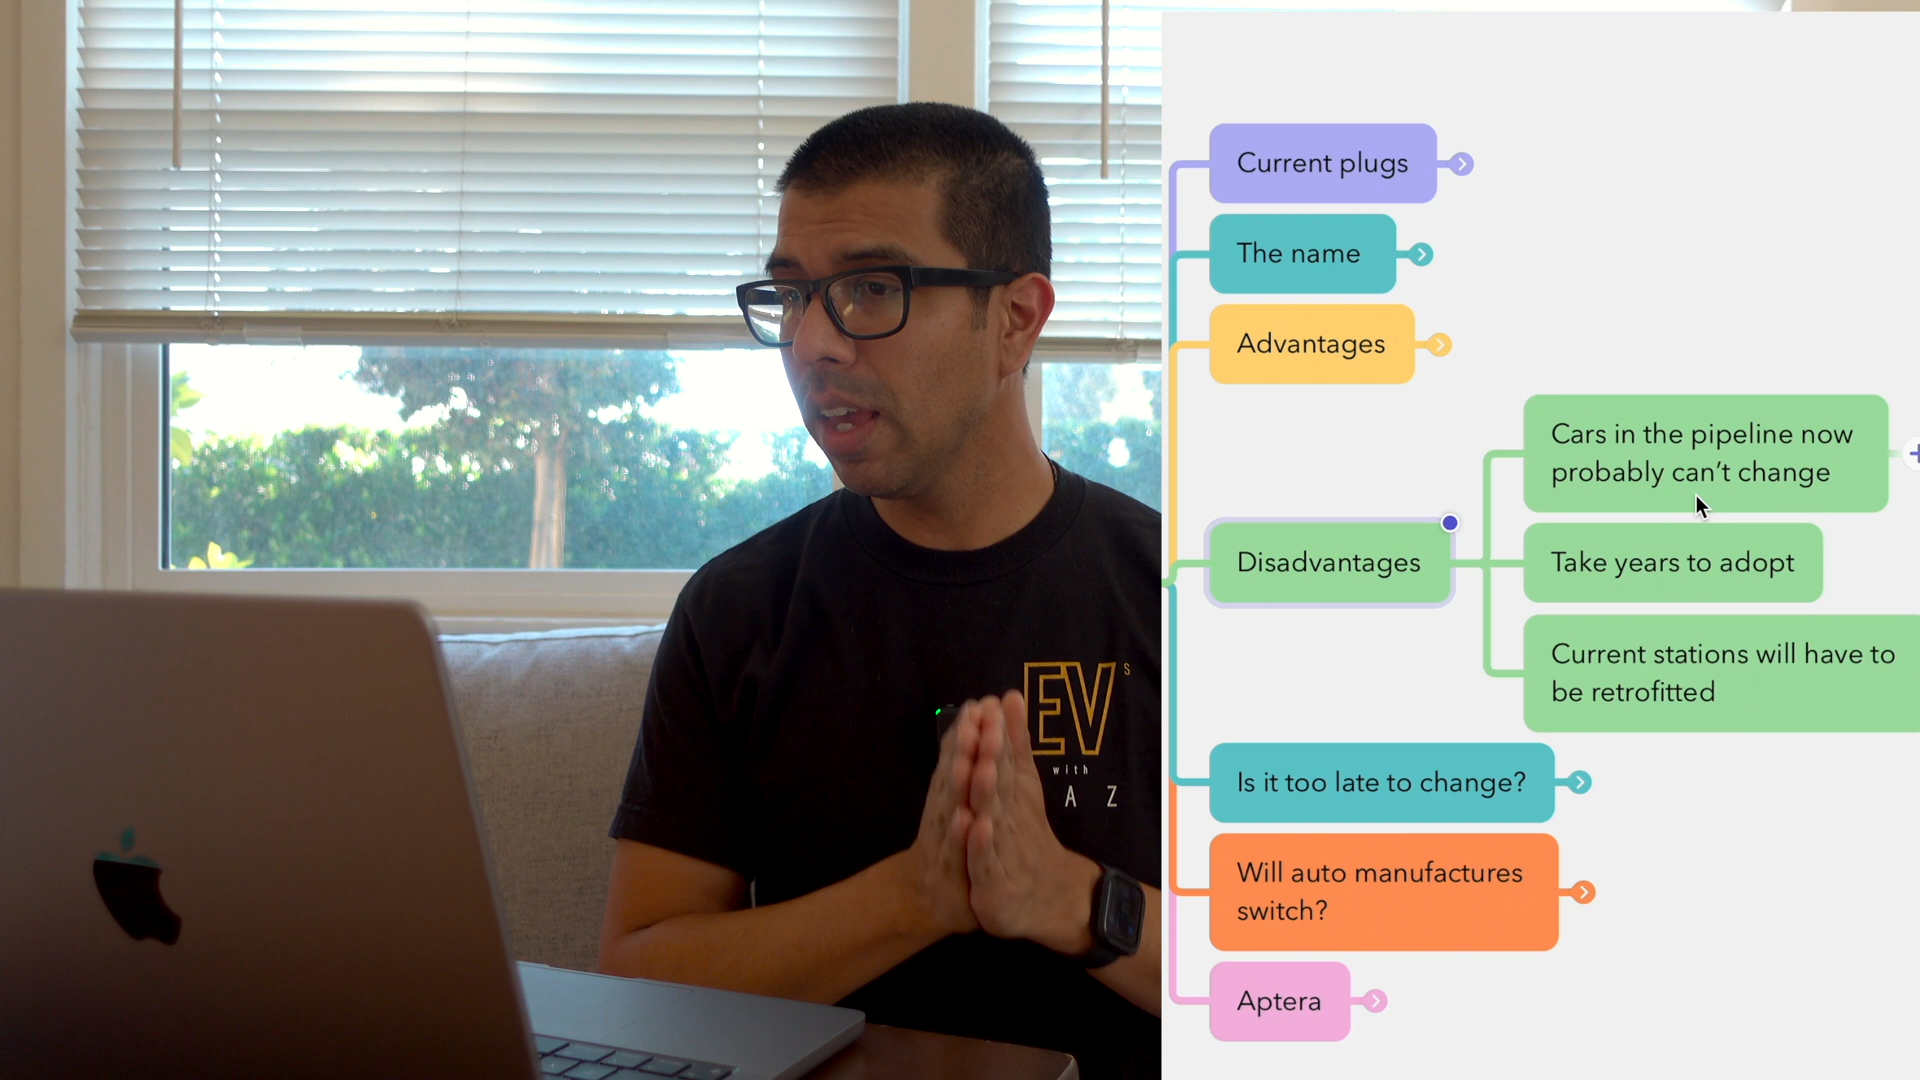 Current plugs
The name
Advantages
Disadvantages
Cars in the pipeline now
probably can't change
Take years to adopt
Current stations will have to
be retrofitted
Is it too late to change?
Will auto manufactures
switch?
Aptera
EVs
with
A Z